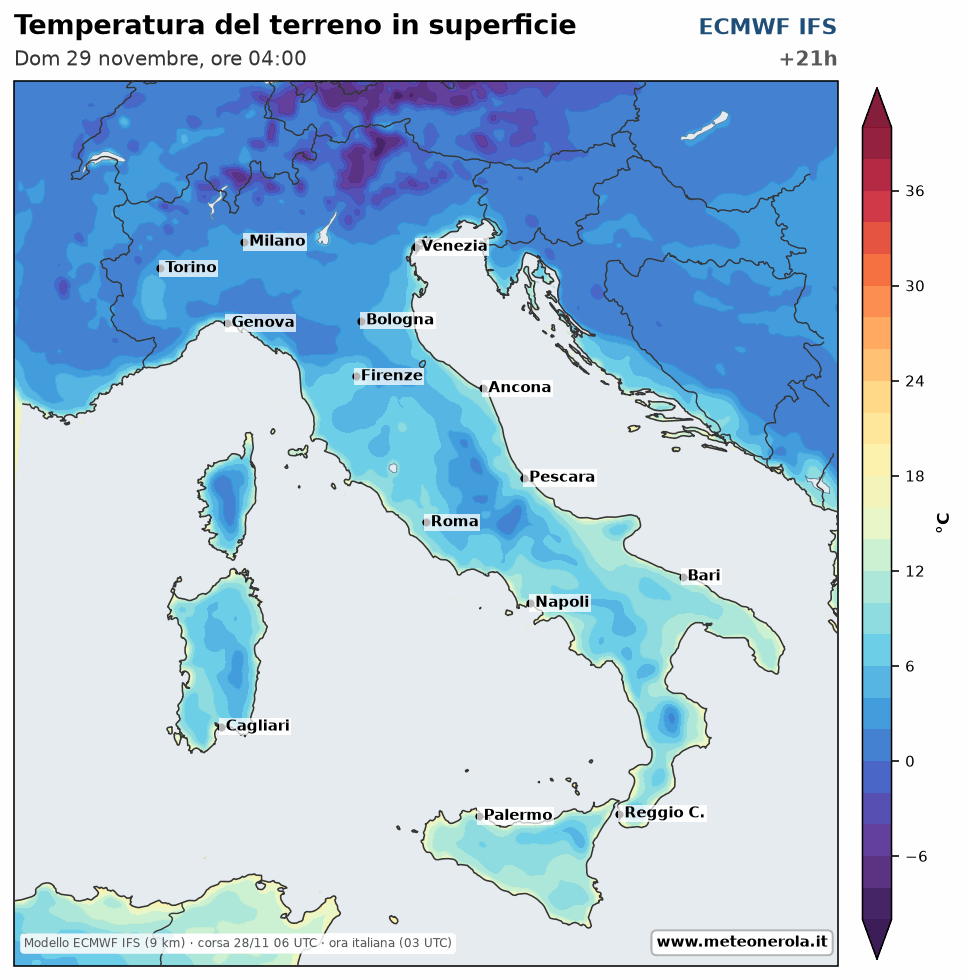 Temperatura del terreno in superficie
ECMWF IFS
Dom 29 novembre, ore 04:00
+21h
Milano
Venezia
Torino
Genova
Bologna
Firenze
Ancona
Pescara
Roma
Bari
Napoli
Cagliari
Palermo
Reggio C.
36
30
24
18
12
6
0
−6
°C
Modello ECMWF IFS (9 km) · corsa 28/11 06 UTC · ora italiana (03 UTC)
www.meteonerola.it